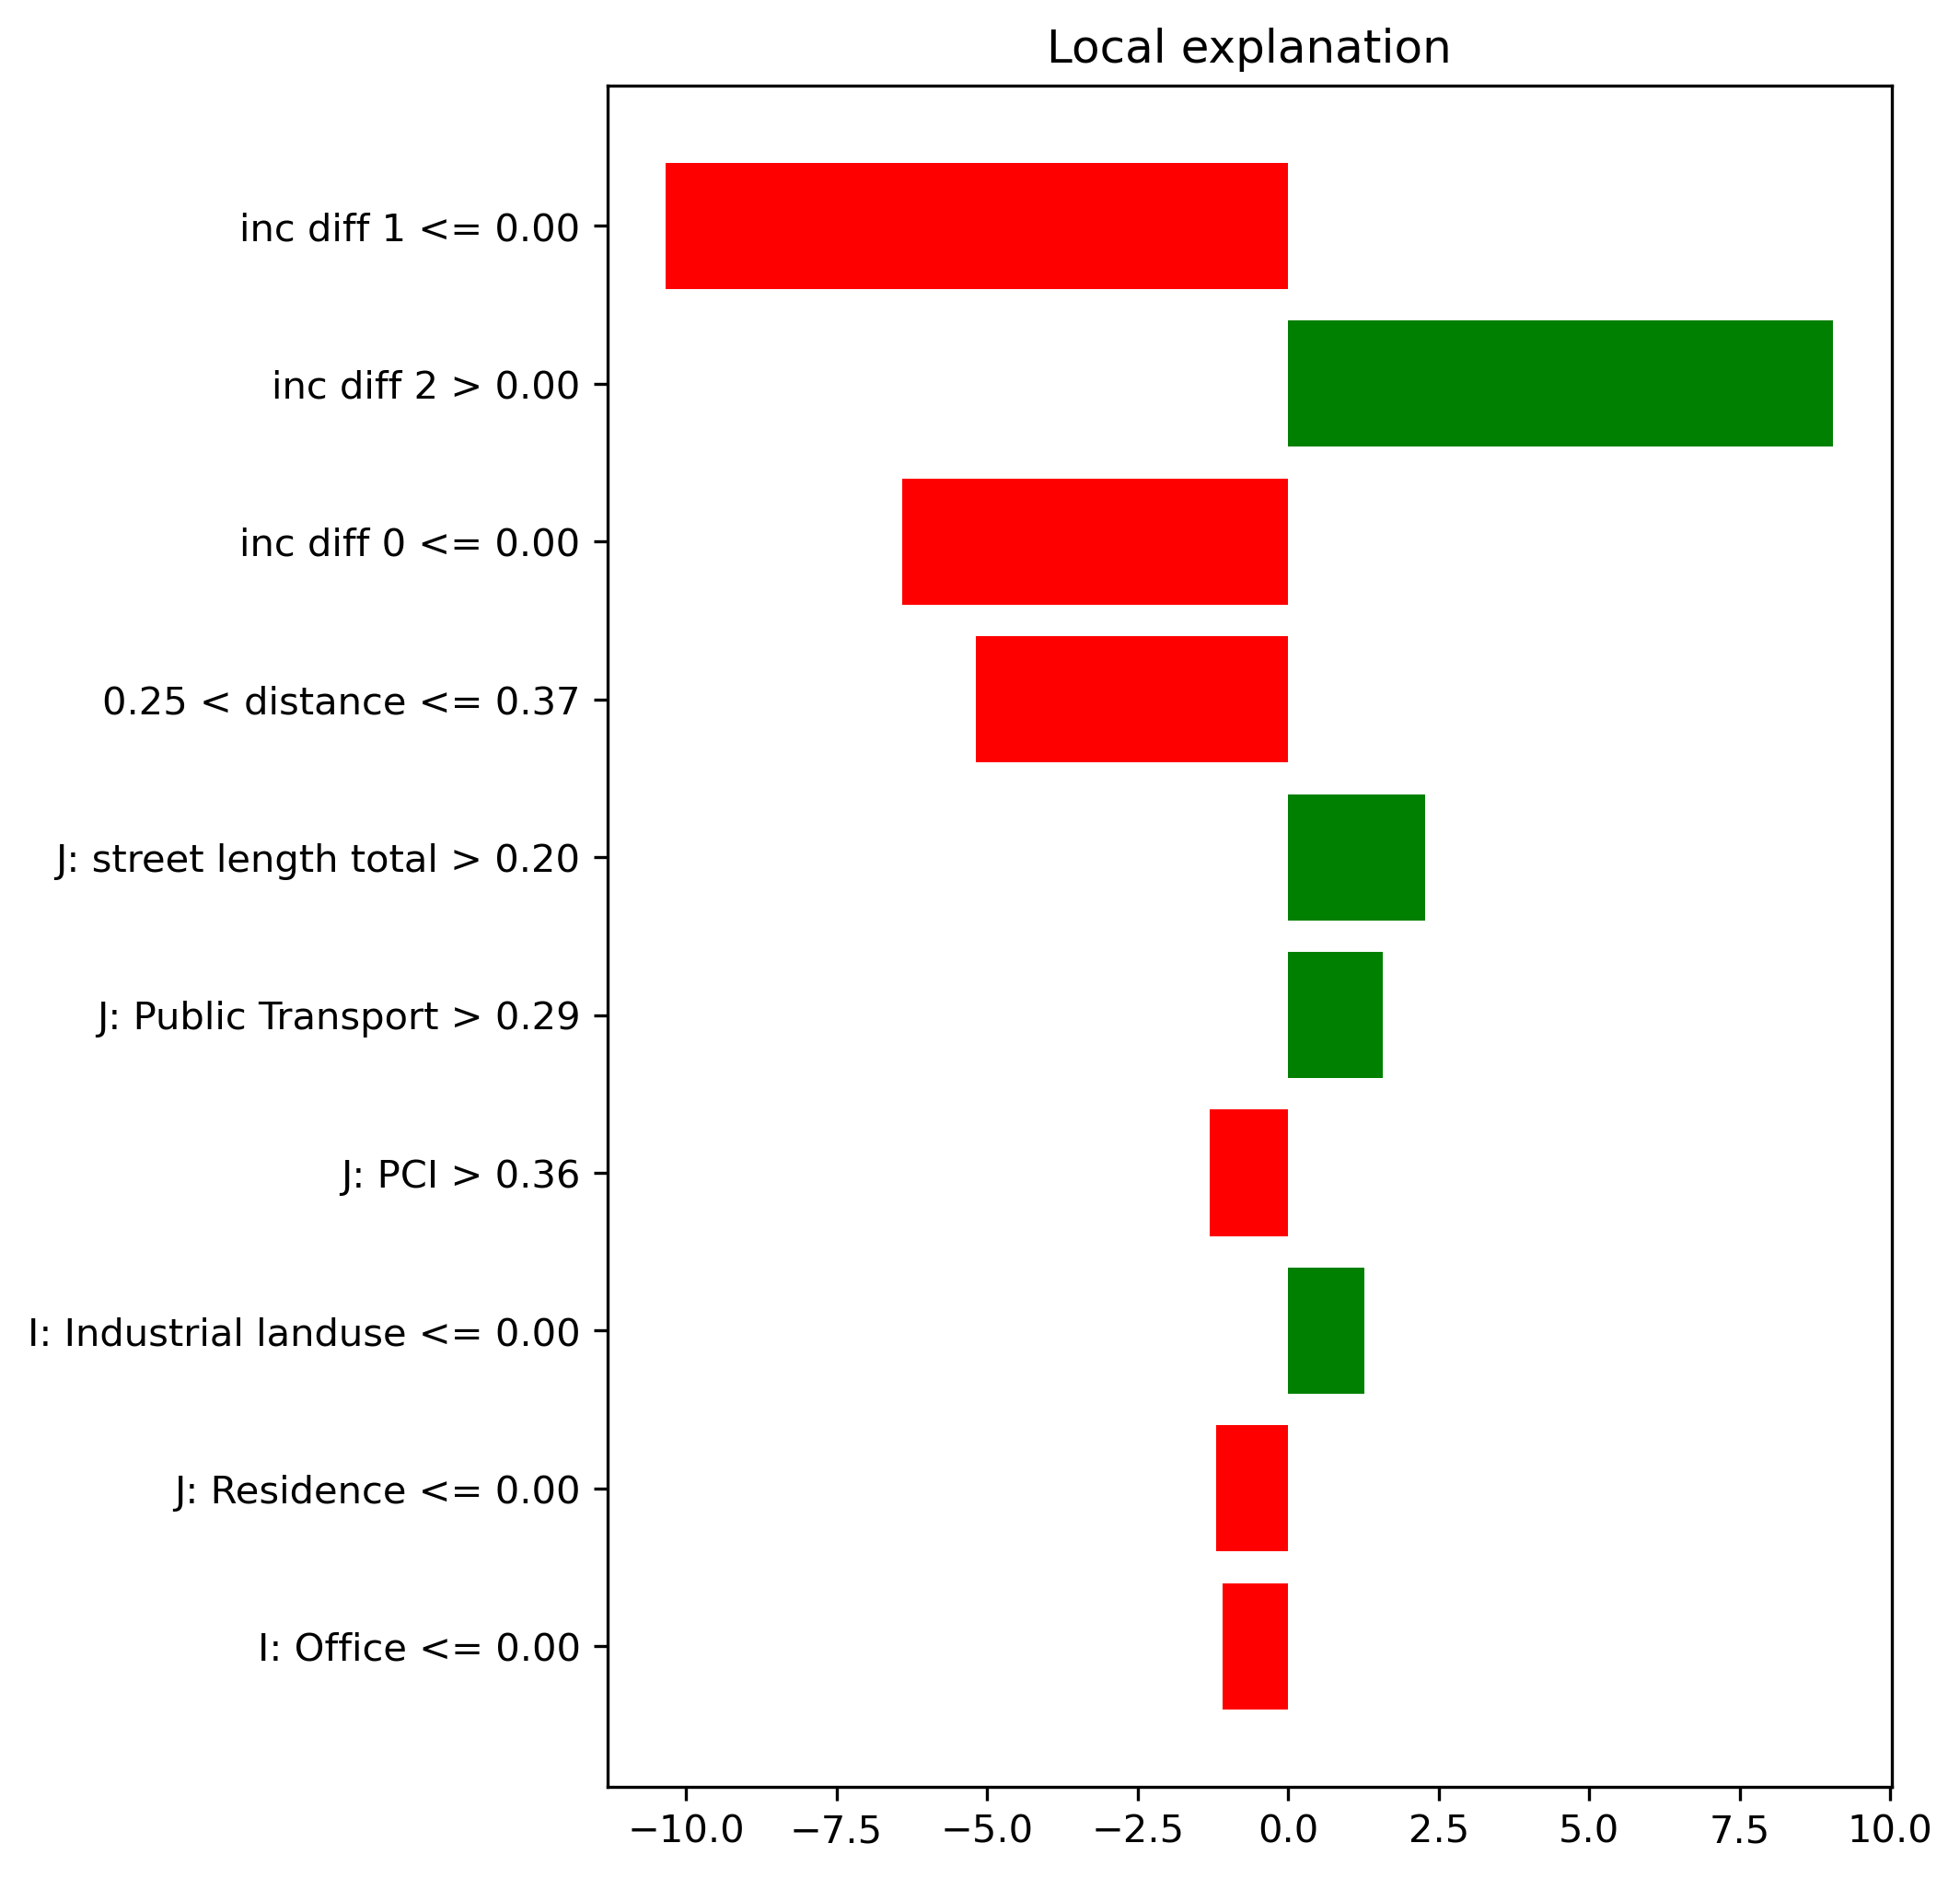 Local explanation
inc diff 1 <= 0.00
inc diff 2 > 0.00
inc diff 0 <= 0.00
0.25 < distance <= 0.37
J: street length total > 0.20
J: Public Transport > 0.29
J: PCI > 0.36
I: Industrial landuse <= 0.00
J: Residence <= 0.00
I: Office <= 0.00
−10.0 −7.5 −5.0 −2.5 0.0 2.5 5.0 7.5 10.0